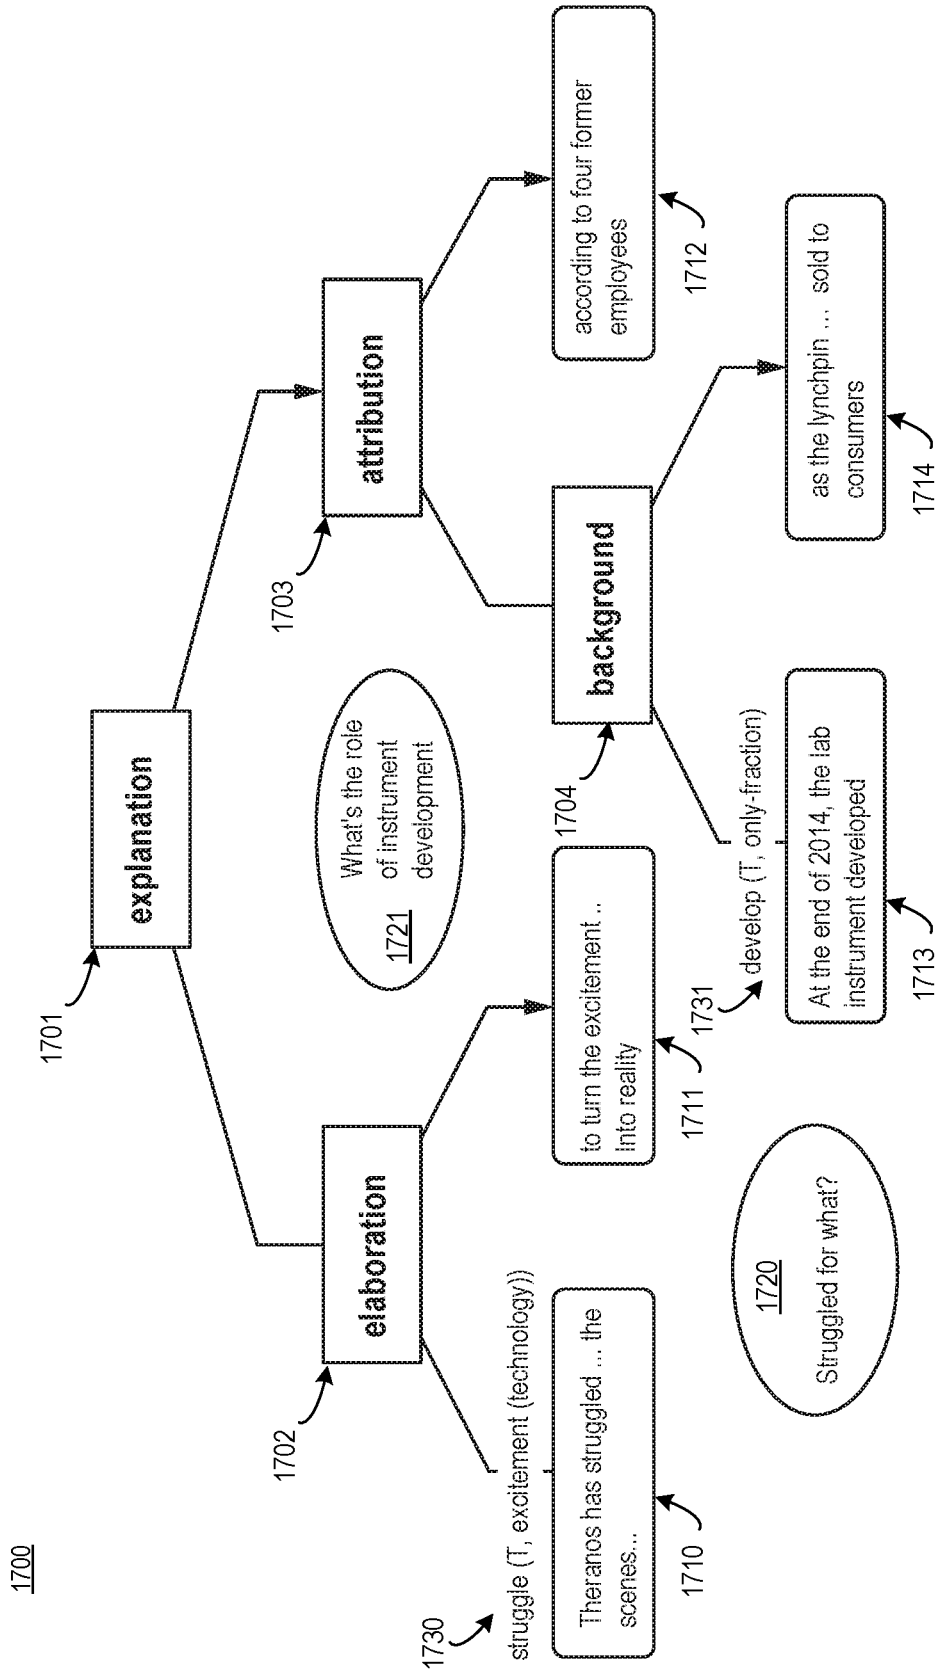 1700
1701
explanation
1702
elaboration
1703
attribution
What's the role
of instrument
development
1721
1730
struggle (T, excitement (technology))
Theranos has struggled ... the
scenes...
1710
to turn the excitement...
Into reality
1711
1704
background
according to four former
employees
1712
1720
Struggled for what?
1731
develop (T, only-fraction)
At the end of 2014, the lab
instrument developed
1713
as the lynchpin ... sold to
consumers
1714